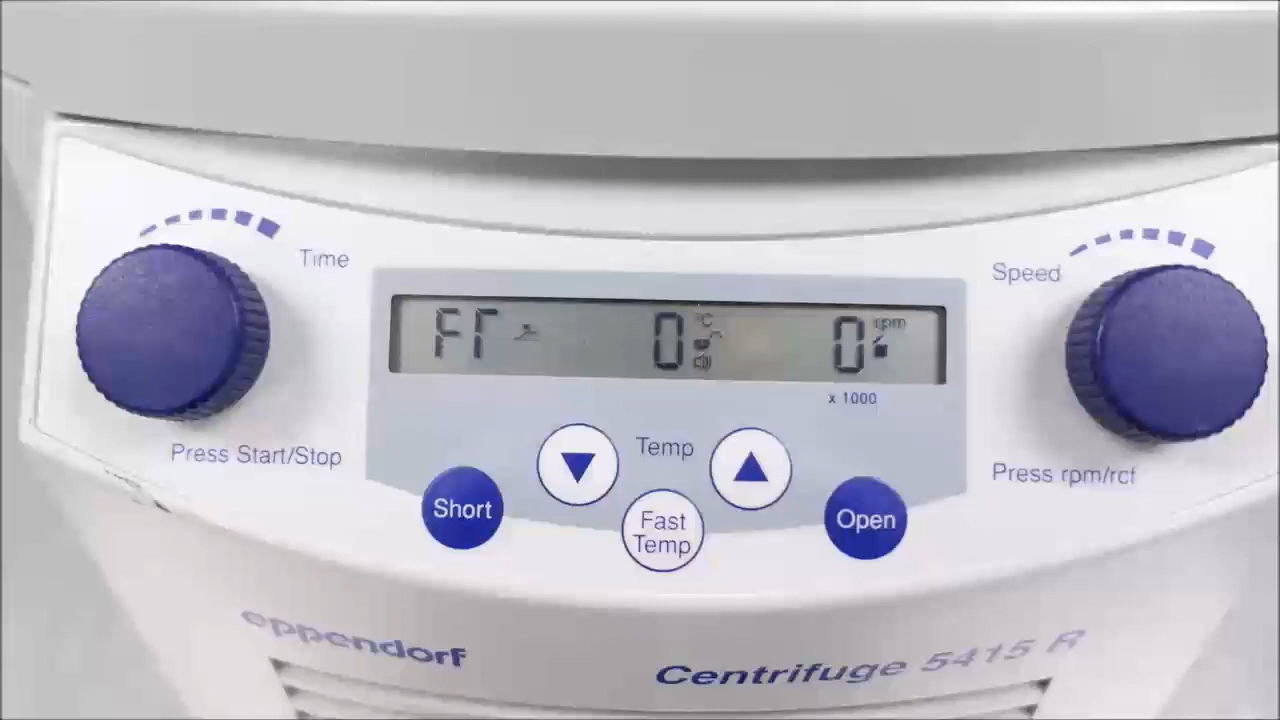 Time
Speed
FT 0 °C 0 rpm
x 1000
Temp
Press Start/Stop
Press rpm/rcf
Short
Fast
Temp
Open
eppendorf
Centrifuge 5415 R